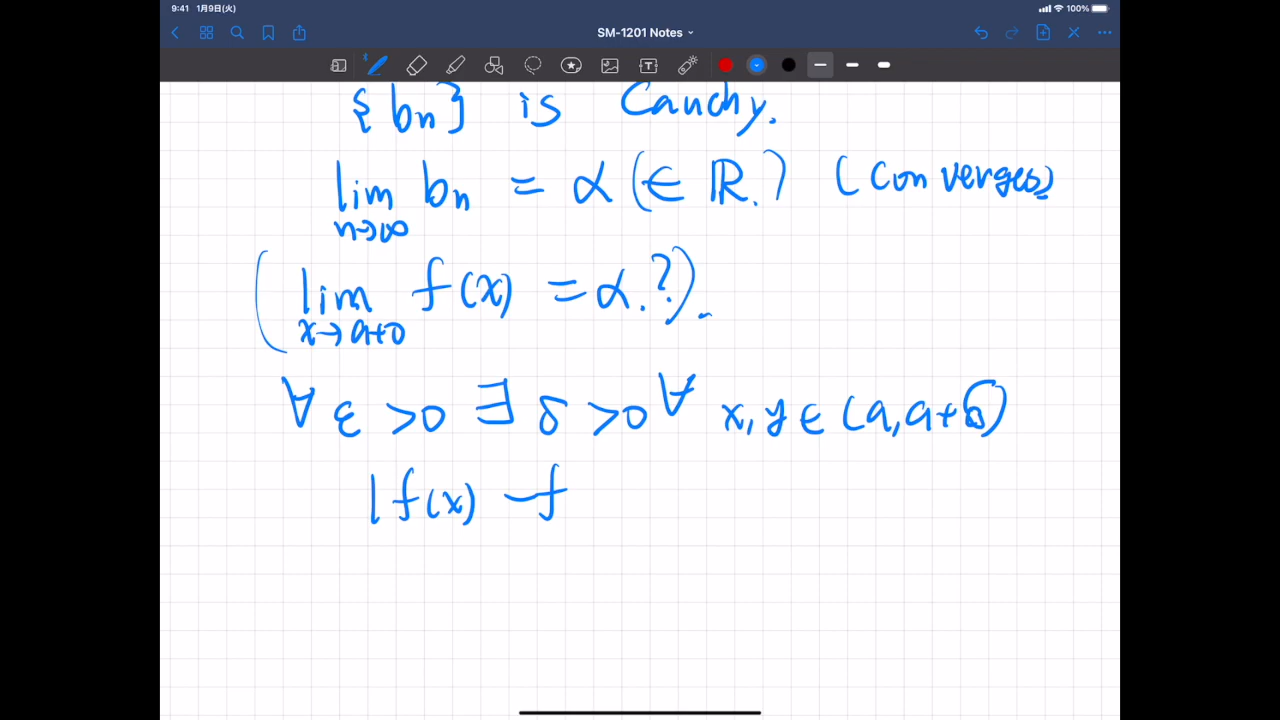 9:41 1月9日(火) 100%
SM-1201 Notes
{bn} is Cauchy.
lim bn = α (∈ ℝ.) (converges)
n→∞
(lim f(x) = α.?).
x→a+0
∀ ε >0 ∃ δ >0 ∀ x, y ∈ (a, a+δ)
|f(x) − f